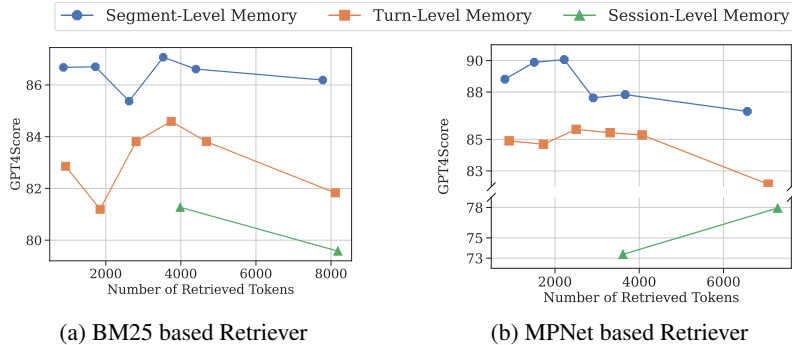 Segment-Level Memory Turn-Level Memory Session-Level Memory
GPT4Score
86
84
82
80
2000 4000 6000 8000
Number of Retrieved Tokens
(a) BM25 based Retriever
GPT4Score
90
88
85
83
78
75
73
2000 4000 6000
Number of Retrieved Tokens
(b) MPNet based Retriever